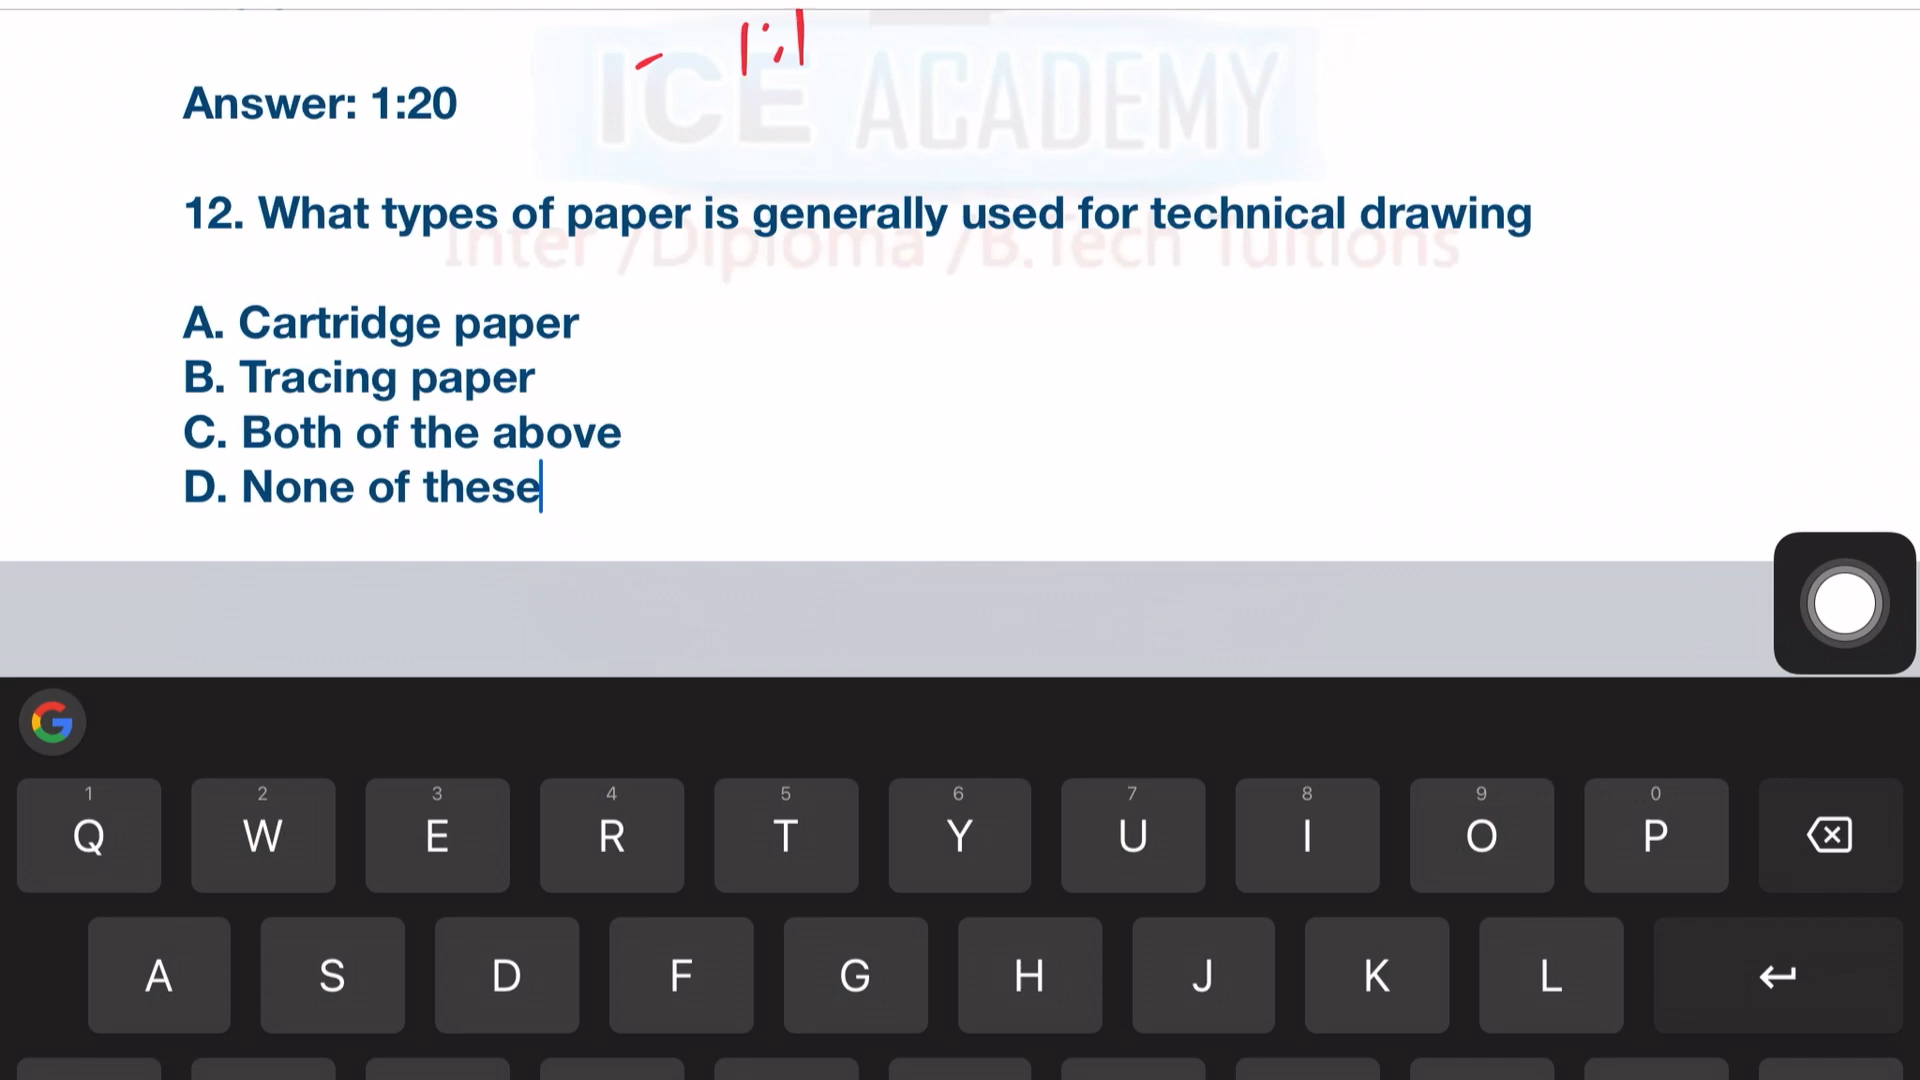 1:1
ICE ACADEMY
Answer: 1:20
12. What types of paper is generally used for technical drawing
Inter /Diploma /B.Tech Tuitions
A. Cartridge paper
B. Tracing paper
C. Both of the above
D. None of these
G
1 2 3 4 5 6 7 8 9 0
Q W E R T Y U I O P
A S D F G H J K L